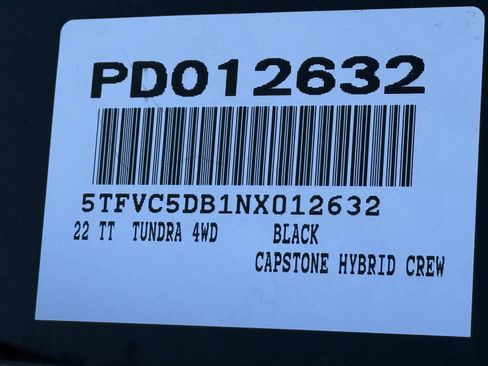 PD012632
5TFVC5DB1NX012632
22 TT TUNDRA 4WD BLACK
CAPSTONE HYBRID CREW